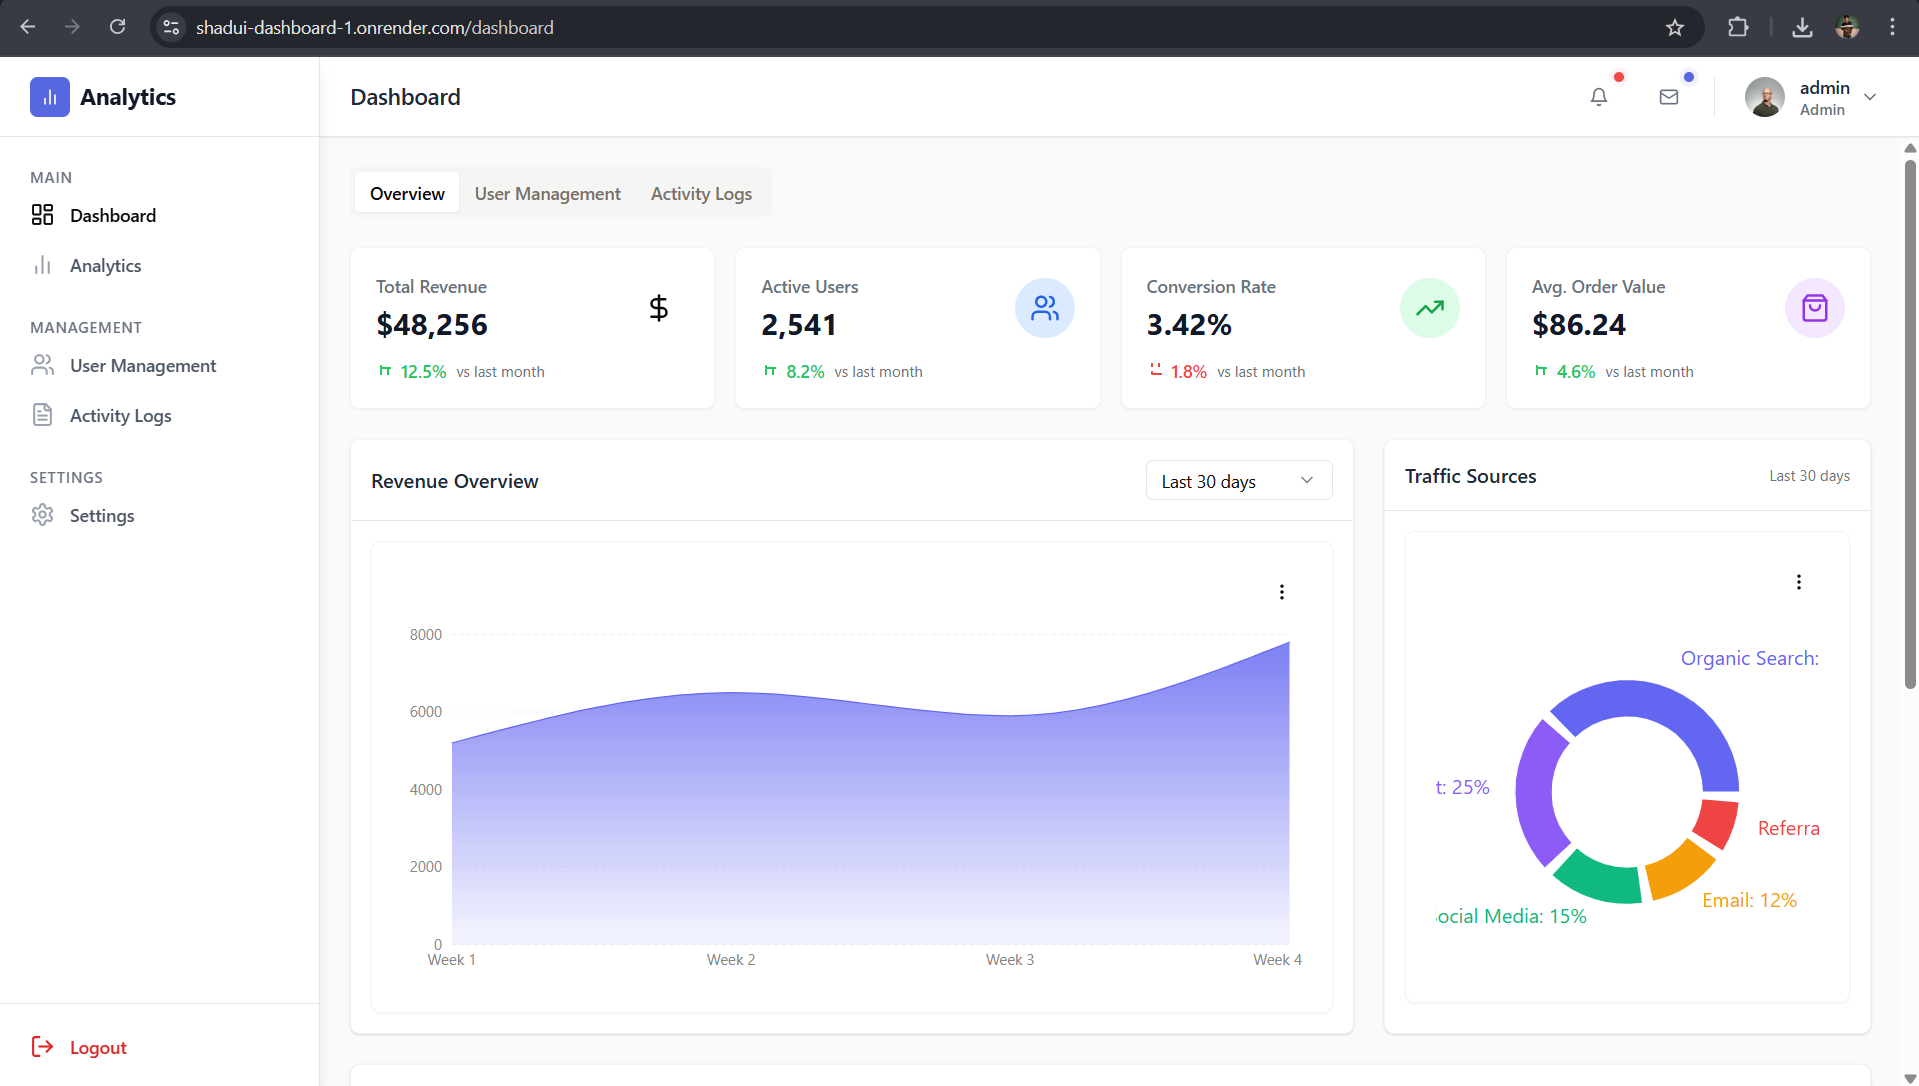 shadui-dashboard-1.onrender.com/dashboard
Analytics
Dashboard
admin
Admin
MAIN
Dashboard
Analytics
MANAGEMENT
User Management
Activity Logs
SETTINGS
Settings
Logout
Overview User Management Activity Logs
Total Revenue
$48,256
12.5% vs last month
Active Users
2,541
8.2% vs last month
Conversion Rate
3.42%
1.8% vs last month
Avg. Order Value
$86.24
4.6% vs last month
Revenue Overview
Last 30 days
8000
6000
4000
2000
0
Week 1 Week 2 Week 3 Week 4
Traffic Sources
Last 30 days
Organic Search:
t: 25%
Referra
Email: 12%
ocial Media: 15%